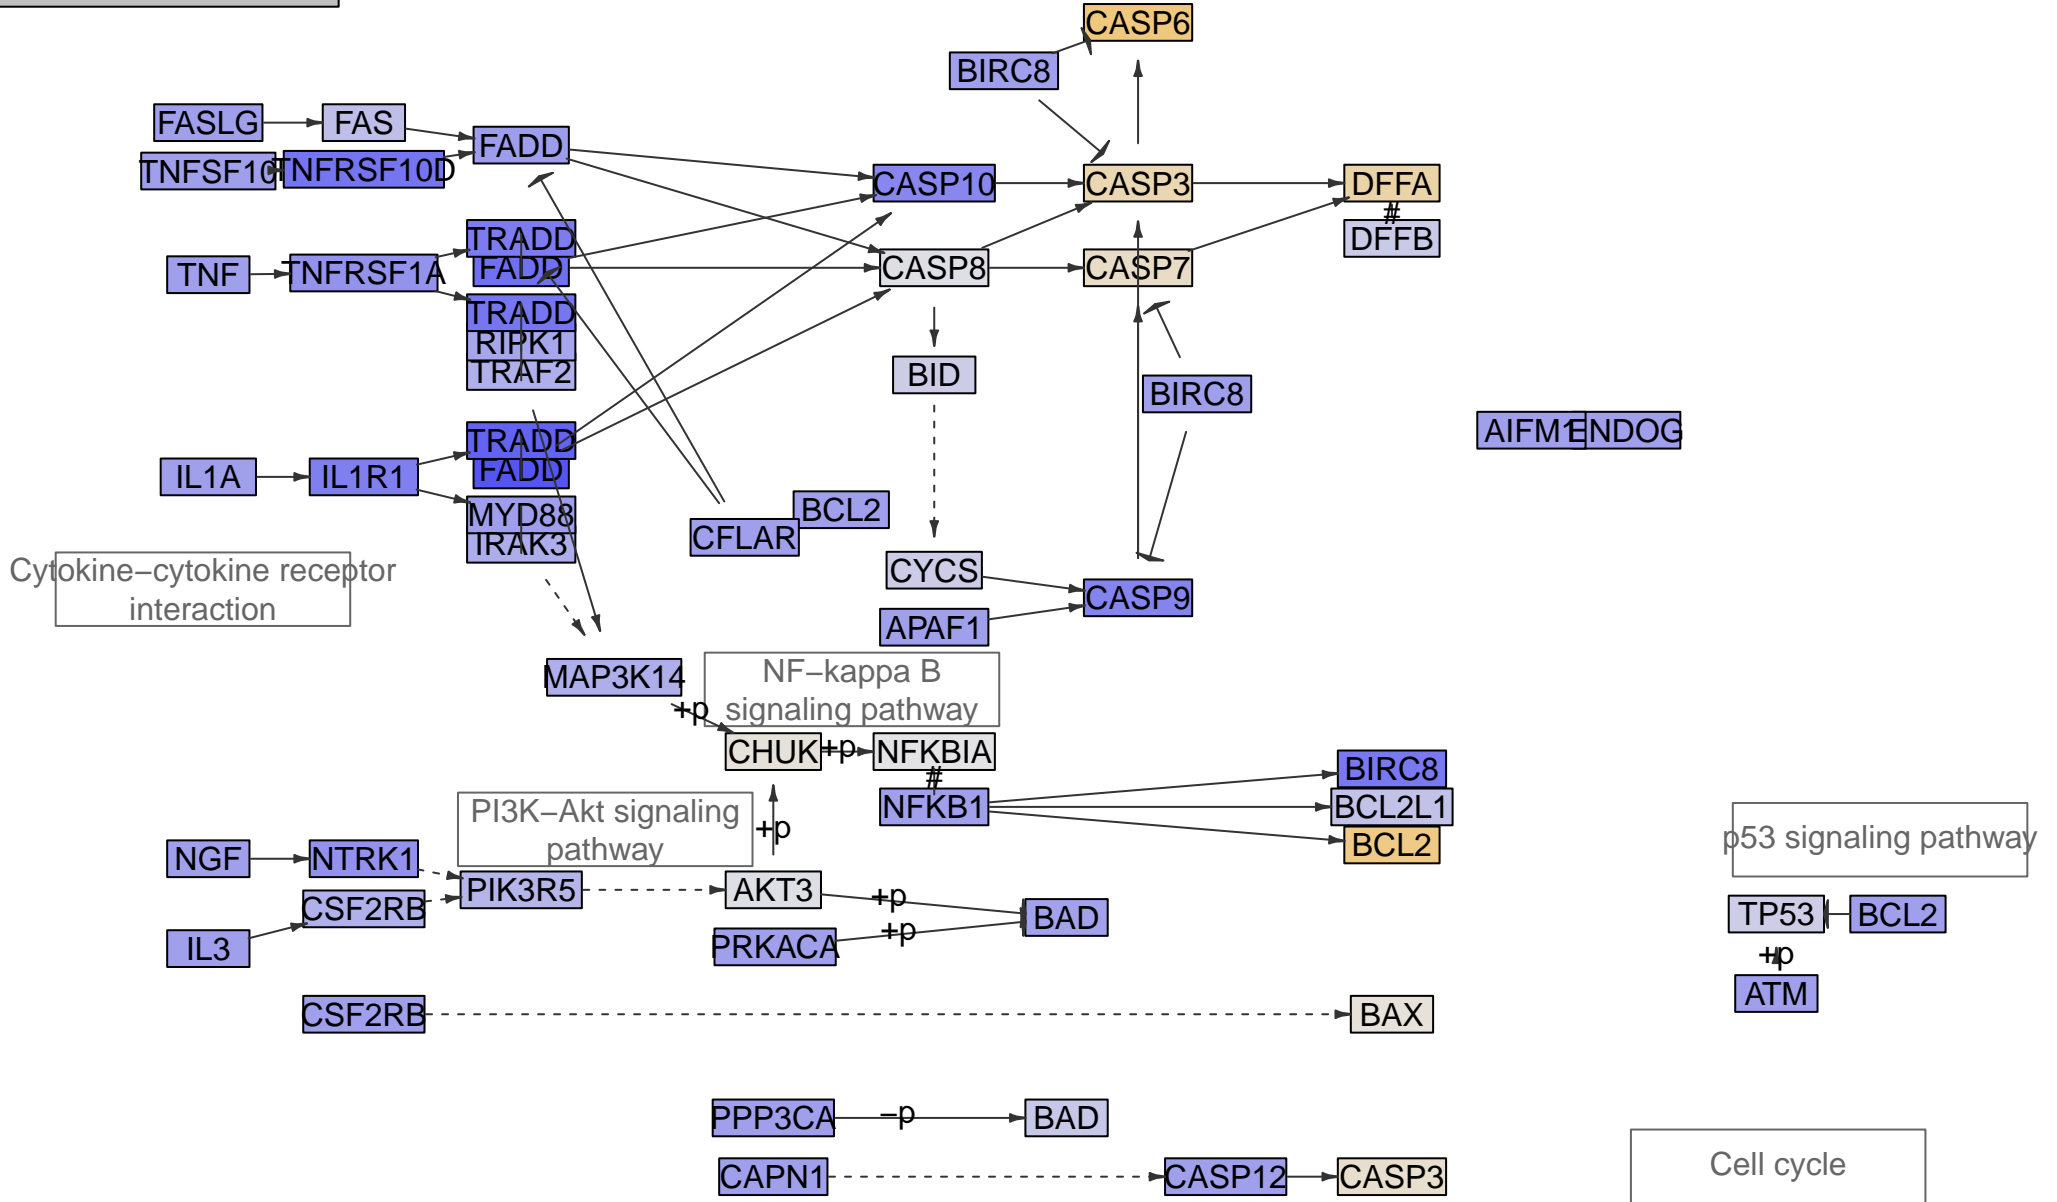 CASP6
BIRC8
FASLG
FAS
FADD
TNFSF10
TNFRSF10D
CASP10
CASP3
DFFA
#
DFFB
TRADD
FADD
TNF
TNFRSF1A
CASP8
CASP7
TRADD
RIPK1
TRAF2
BID
BIRC8
AIFM1
ENDOG
TRADD
FADD
IL1A
IL1R1
MYD88
IRAK3
BCL2
CFLAR
Cytokine–cytokine receptor
interaction
CYCS
CASP9
APAF1
MAP3K14
NF–kappa B
signaling pathway
+p
CHUK
+p
NFKBIA
#
NFKB1
BIRC8
BCL2L1
BCL2
PI3K–Akt signaling
pathway
+p
p53 signaling pathway
NGF
NTRK1
PIK3R5
AKT3
+p
CSF2RB
BAD
TP53
BCL2
IL3
PRKACA
+p
+p
ATM
CSF2RB
BAX
PPP3CA
–p
BAD
CAPN1
CASP12
CASP3
Cell cycle